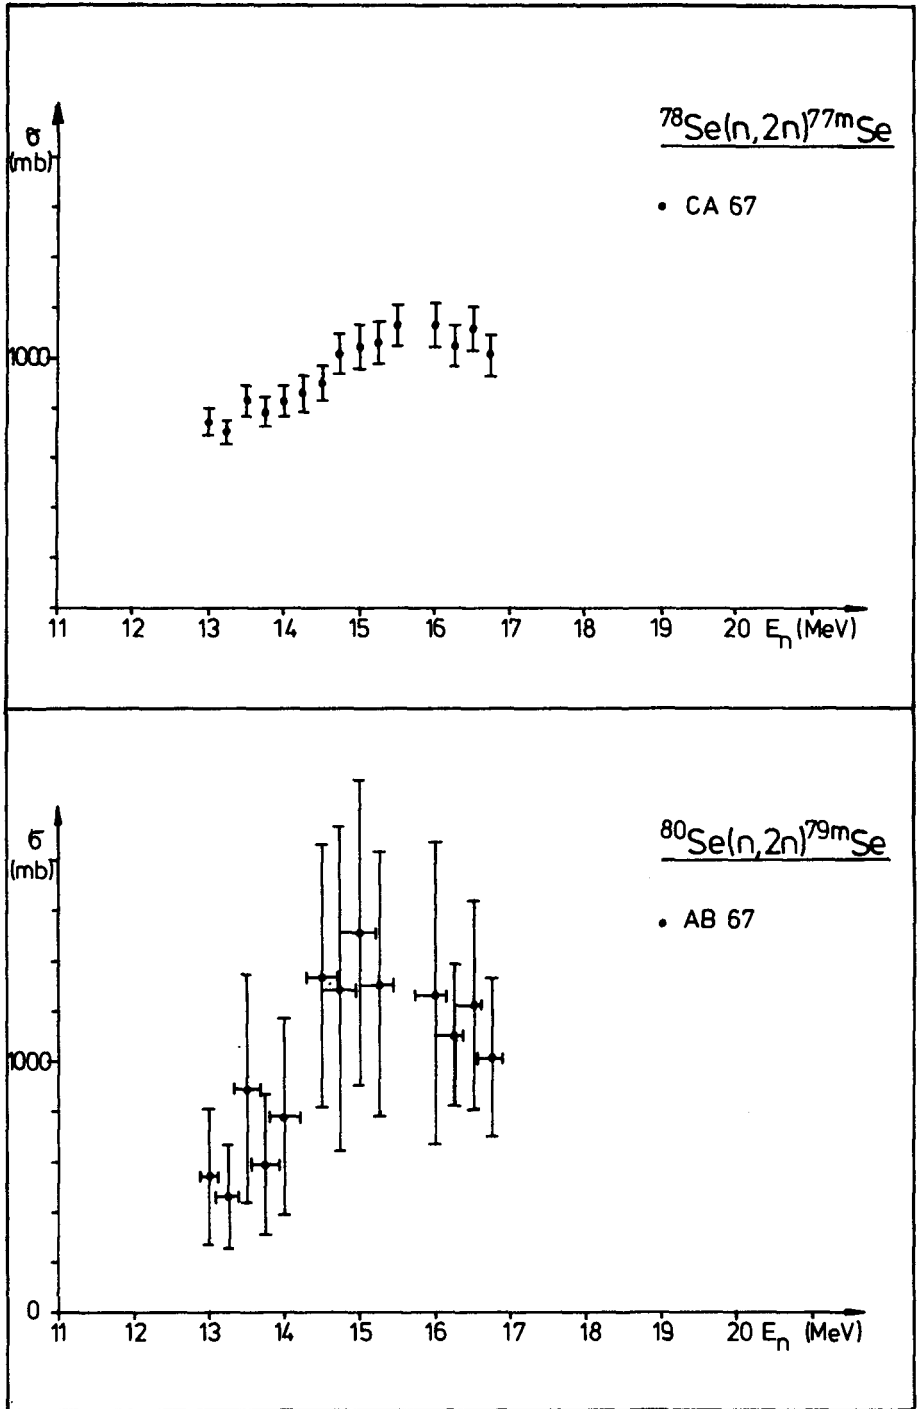 σ
(mb)
⁷⁸Se(n,2n)⁷⁷ᵐSe
• CA 67
1000
11 12 13 14 15 16 17 18 19 20 Eₙ (MeV)
σ
(mb)
⁸⁰Se(n,2n)⁷⁹ᵐSe
• AB 67
1000
0
11 12 13 14 15 16 17 18 19 20 Eₙ (MeV)